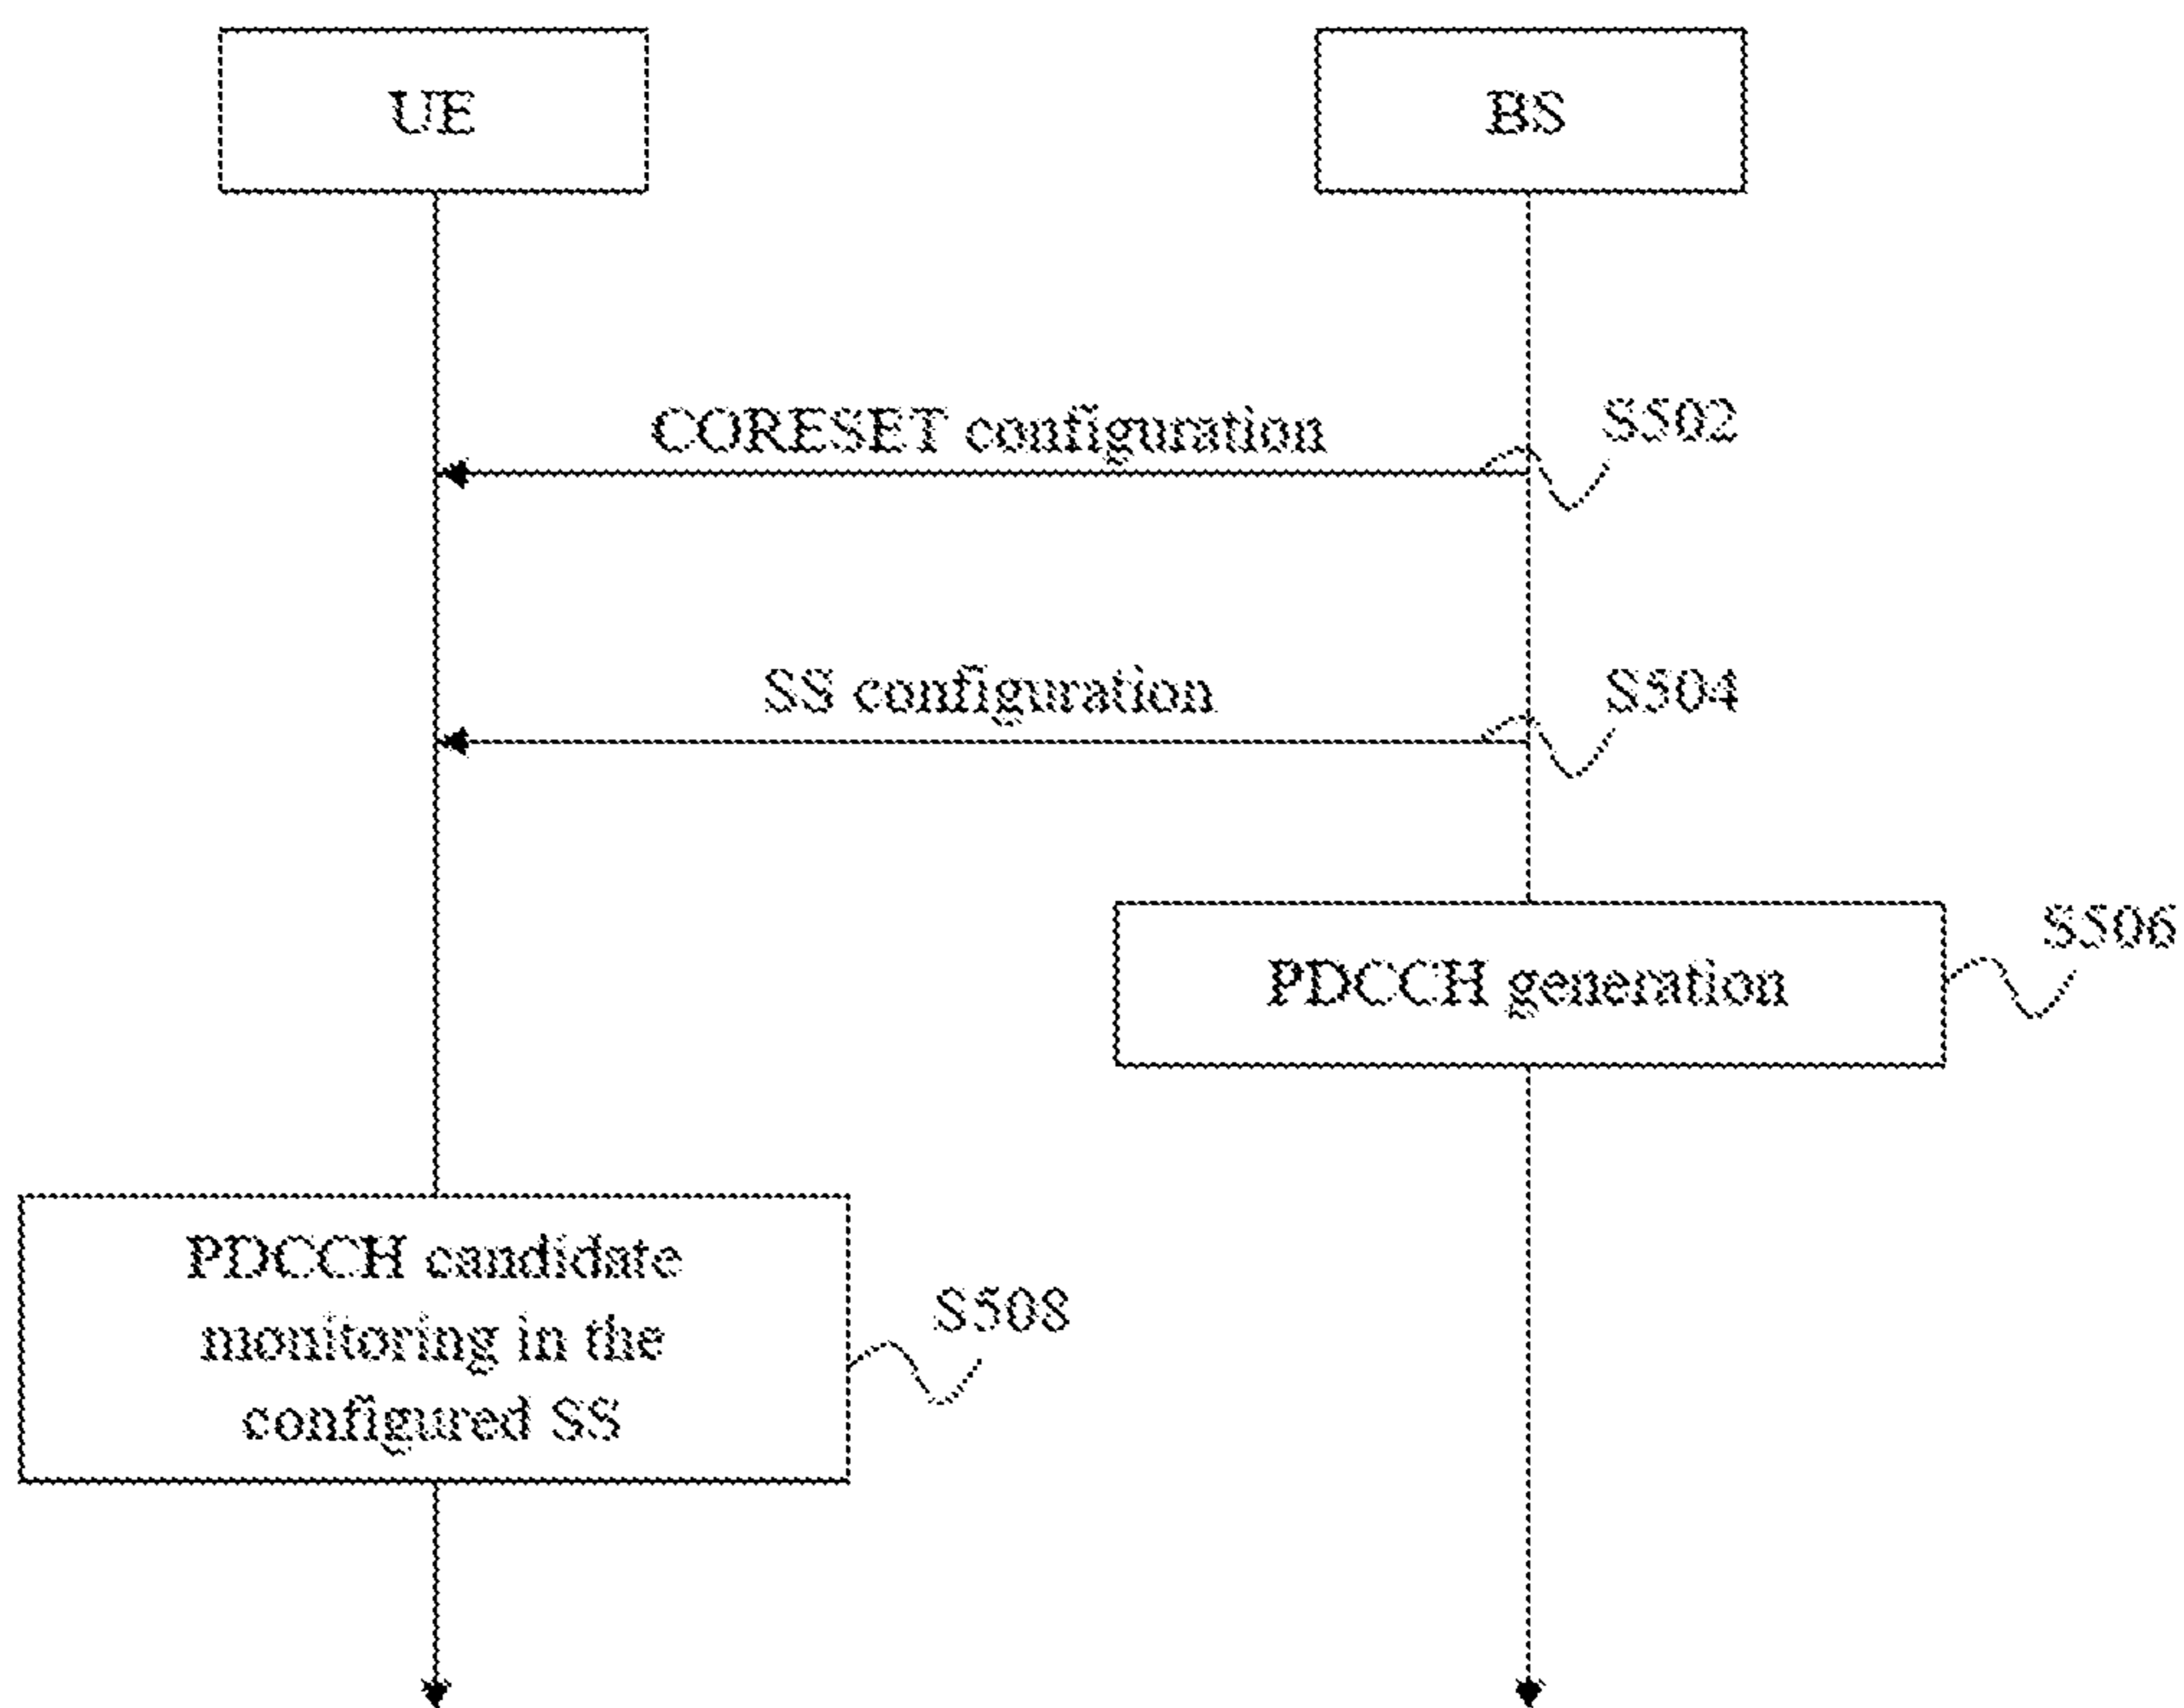 UE
BS
CORESET configuration
S502
SS configuration
S504
PDCCH generation
S506
PDCCH candidate
monitoring in the
configured SS
S508